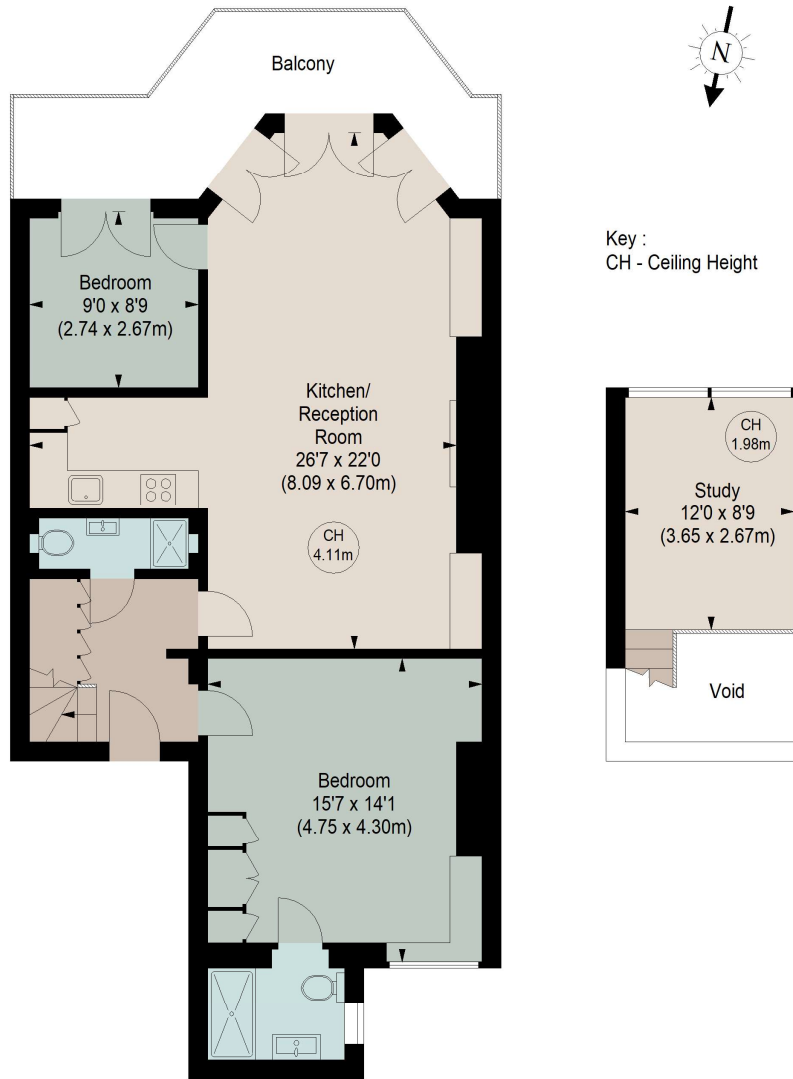 Balcony
N
Key :
CH - Ceiling Height
Bedroom
9'0 x 8'9
(2.74 x 2.67m)
Kitchen/
Reception
Room
26'7 x 22'0
(8.09 x 6.70m)
CH
4.11m
CH
1.98m
Study
12'0 x 8'9
(3.65 x 2.67m)
Void
Bedroom
15'7 x 14'1
(4.75 x 4.30m)